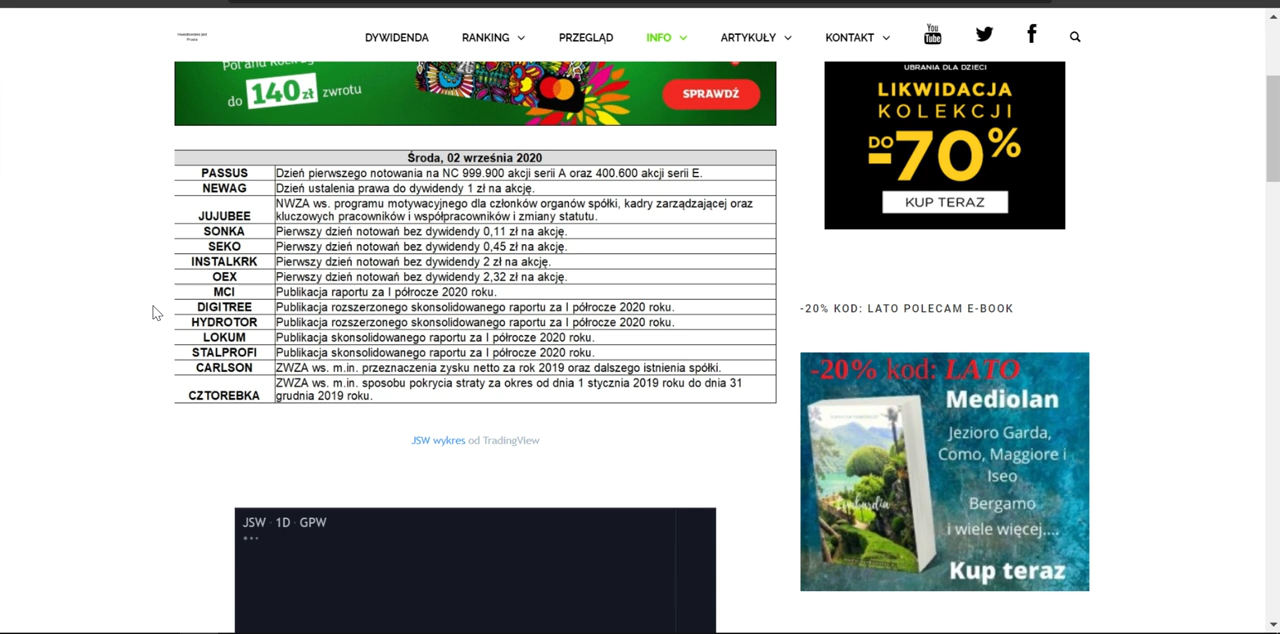 DYWIDENDA RANKING PRZEGLĄD INFO ARTYKUŁY KONTAKT You Tube
do 140 zł zwrotu
SPRAWDŹ
UBRANIA DLA DZIECI
LIKWIDACJA
KOLEKCJI
DO -70%
KUP TERAZ
Środa, 02 września 2020
PASSUS Dzień pierwszego notowania na NC 999.900 akcji serii A oraz 400.600 akcji serii E.
NEWAG Dzień ustalenia prawa do dywidendy 1 zł na akcję.
NWZA ws. programu motywacyjnego dla członków organów spółki, kadry zarządzającej oraz
JUJUBEE kluczowych pracowników i współpracowników i zmiany statutu.
SONKA Pierwszy dzień notowań bez dywidendy 0,11 zł na akcję.
SEKO Pierwszy dzień notowań bez dywidendy 0,45 zł na akcję.
INSTALKRK Pierwszy dzień notowań bez dywidendy 2 zł na akcję.
OEX Pierwszy dzień notowań bez dywidendy 2,32 zł na akcję.
MCI Publikacja raportu za I półrocze 2020 roku.
DIGITREE Publikacja rozszerzonego skonsolidowanego raportu za I półrocze 2020 roku.
HYDROTOR Publikacja rozszerzonego skonsolidowanego raportu za I półrocze 2020 roku.
LOKUM Publikacja skonsolidowanego raportu za I półrocze 2020 roku.
STALPROFI Publikacja skonsolidowanego raportu za I półrocze 2020 roku.
CARLSON ZWZA ws. m.in. przeznaczenia zysku netto za rok 2019 oraz dalszego istnienia spółki.
ZWZA ws. m.in. sposobu pokrycia straty za okres od dnia 1 stycznia 2019 roku do dnia 31
CZTOREBKA grudnia 2019 roku.
JSW wykres od TradingView
JSW · 1D · GPW
-20% KOD: LATO POLECAM E-BOOK
-20% kod: LATO
Mediolan
Jezioro Garda,
Como, Maggiore i
Iseo
Bergamo
i wiele więcej....
Kup teraz
Lombardia